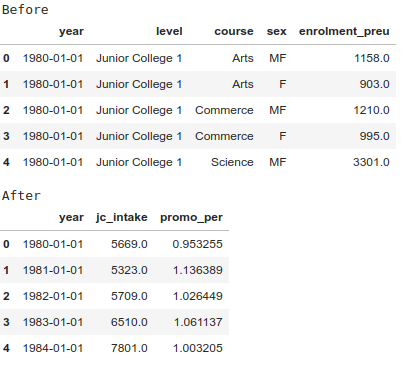 Before
year level course sex enrolment_preu
0 1980-01-01 Junior College 1 Arts MF 1158.0
1 1980-01-01 Junior College 1 Arts F 903.0
2 1980-01-01 Junior College 1 Commerce MF 1210.0
3 1980-01-01 Junior College 1 Commerce F 995.0
4 1980-01-01 Junior College 1 Science MF 3301.0
After
year jc_intake promo_per
0 1980-01-01 5669.0 0.953255
1 1981-01-01 5323.0 1.136389
2 1982-01-01 5709.0 1.026449
3 1983-01-01 6510.0 1.061137
4 1984-01-01 7801.0 1.003205